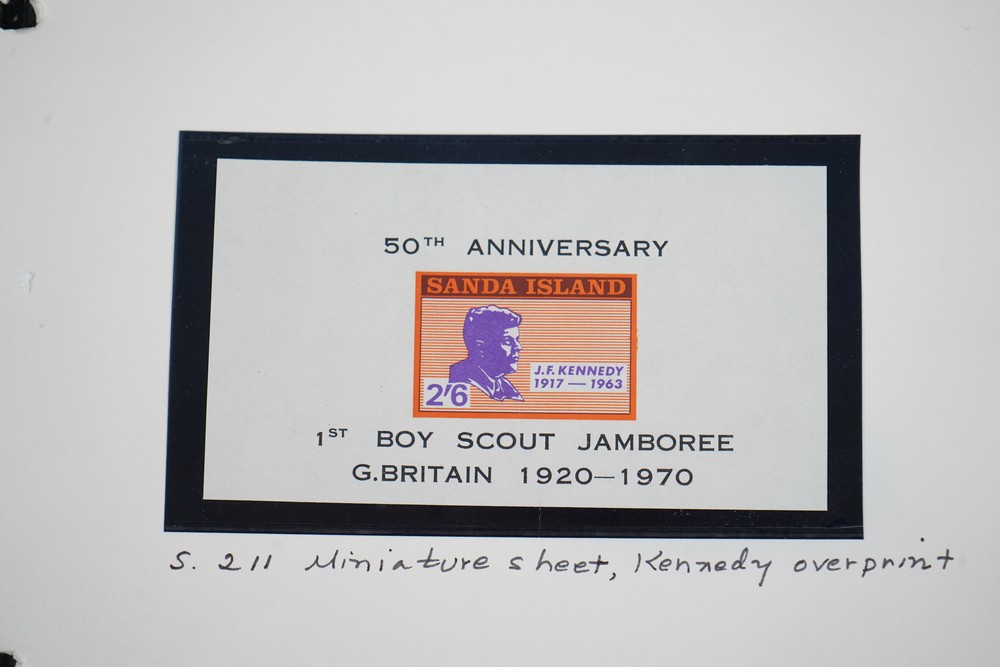 50TH ANNIVERSARY
SANDA ISLAND
J.F. KENNEDY
1917 — 1963
2'6
1ST BOY SCOUT JAMBOREE
G.BRITAIN 1920—1970
S. 211 Miniature sheet, Kennedy overprint